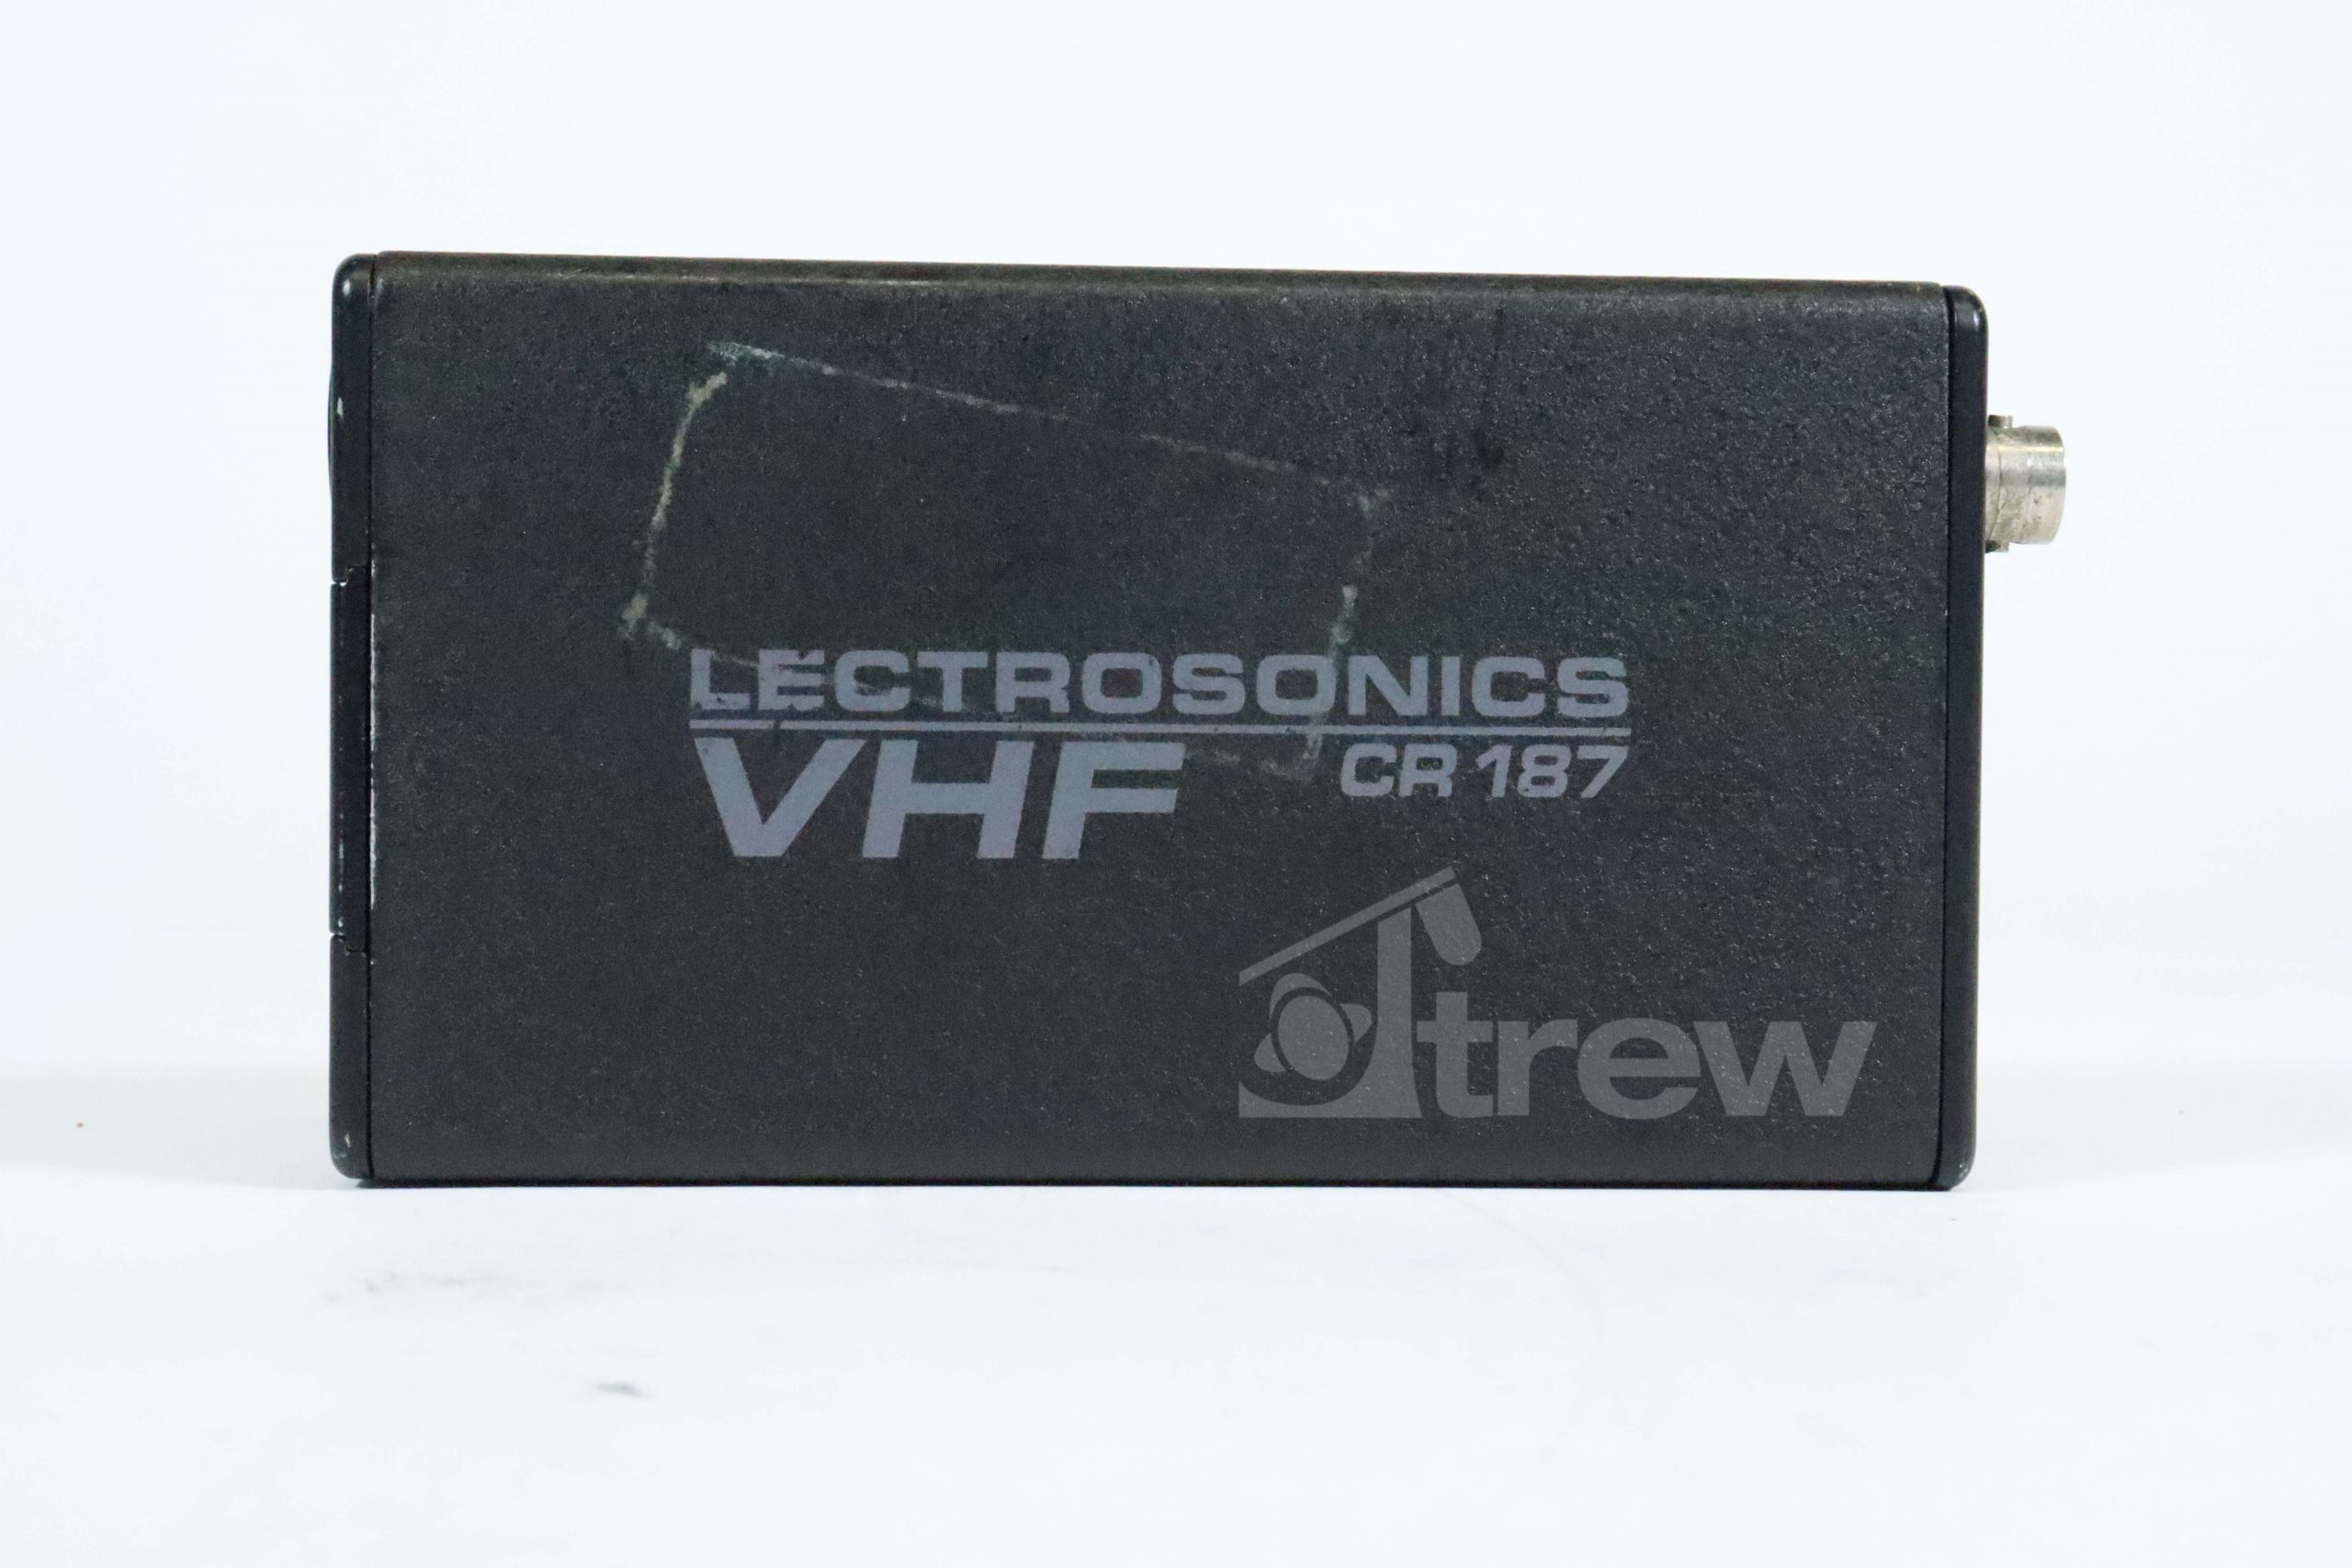 LECTROSONICS
VHF CR 187
trew